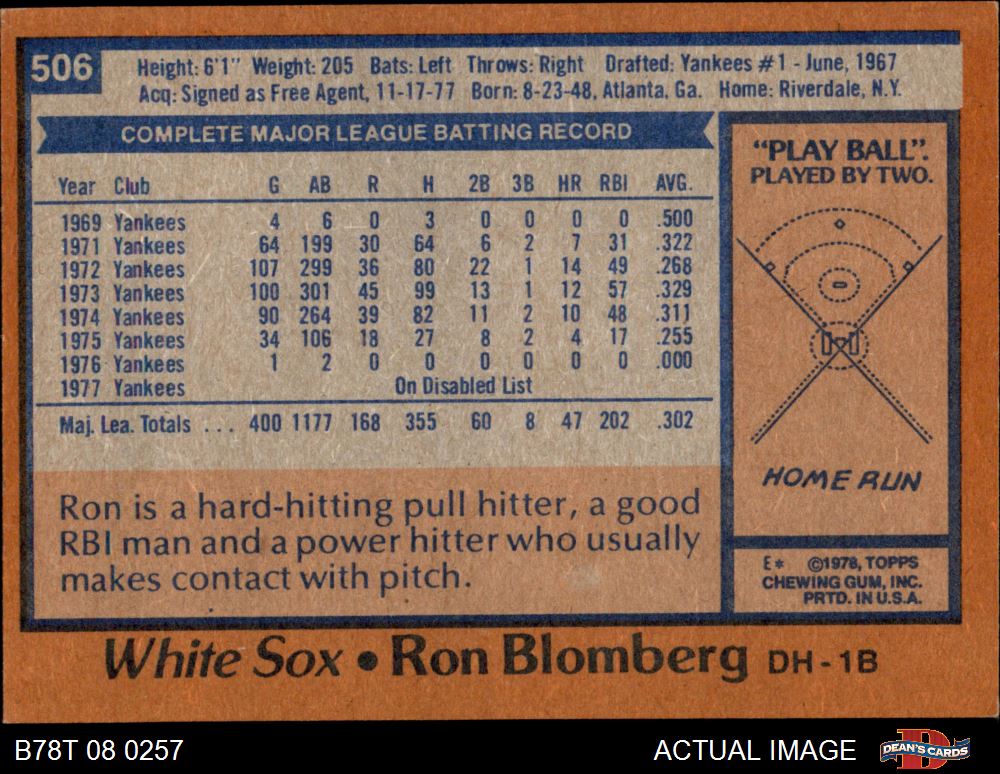 506
Height: 6'1" Weight: 205 Bats: Left Throws: Right Drafted: Yankees #1 - June, 1967
Acq: Signed as Free Agent, 11-17-77 Born: 8-23-48, Atlanta, Ga. Home: Riverdale, N.Y.
COMPLETE MAJOR LEAGUE BATTING RECORD
Year Club G AB R H 2B 3B HR RBI AVG.
1969 Yankees 4 6 0 3 0 0 0 0 .500
1971 Yankees 64 199 30 64 6 2 7 31 .322
1972 Yankees 107 299 36 80 22 1 14 49 .268
1973 Yankees 100 301 45 99 13 1 12 57 .329
1974 Yankees 90 264 39 82 11 2 10 48 .311
1975 Yankees 34 106 18 27 8 2 4 17 .255
1976 Yankees 1 2 0 0 0 0 0 0 .000
1977 Yankees On Disabled List
Maj. Lea. Totals ... 400 1177 168 355 60 8 47 202 .302
Ron is a hard-hitting pull hitter, a good
RBI man and a power hitter who usually
makes contact with pitch.
"PLAY BALL".
PLAYED BY TWO.
HOME RUN
E* ©1978, TOPPS
CHEWING GUM, INC.
PRTD. IN U.S.A.
White Sox • Ron Blomberg DH - 1B
B78T 08 0257
ACTUAL IMAGE
DEAN'S CARDS